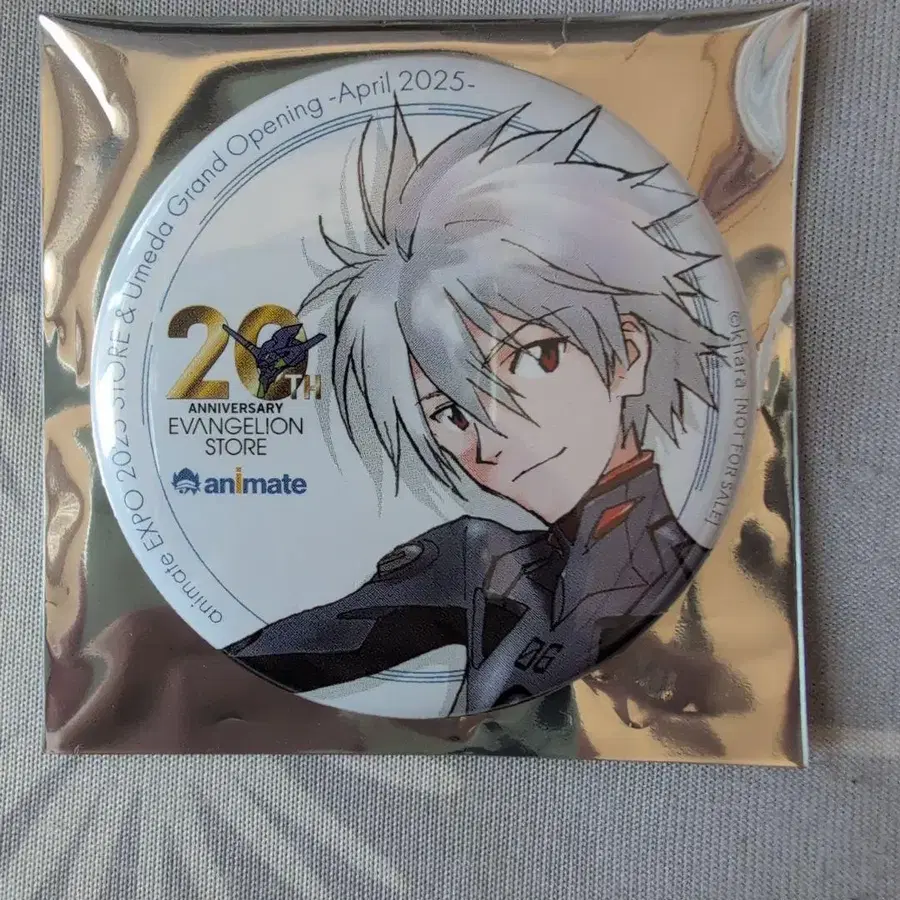 animate EXPO 2025 STORE & Umeda Grand Opening -April 2025-
20TH
ANNIVERSARY
EVANGELION
STORE
animate
©khara [NOT FOR SALE]
06